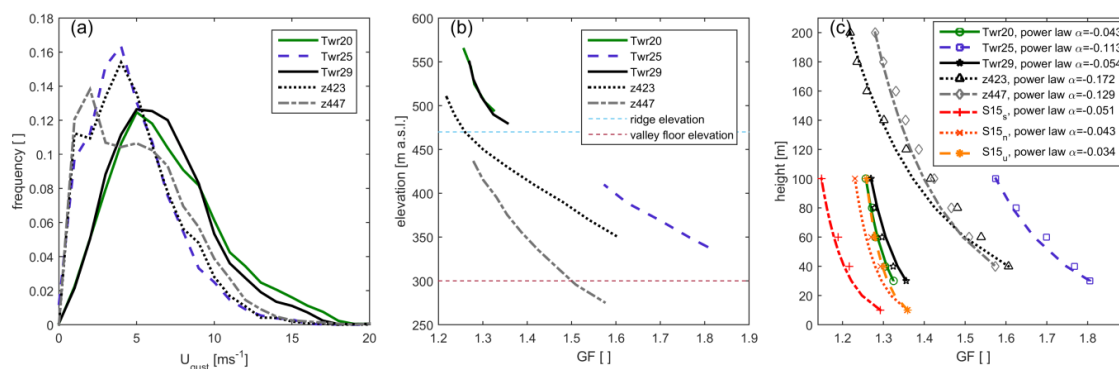 (a)
Twr20
Twr25
Twr29
z423
z447
0.18
0.16
0.14
0.12
0.1
0.08
0.06
0.04
0.02
0
frequency [ ]
0 5 10 15 20
U_gust [ms⁻¹]
(b)
Twr20
Twr25
Twr29
z423
z447
ridge elevation
valley floor elevation
600
550
500
450
400
350
300
250
elevation [m a.s.l.]
1.2 1.3 1.4 1.5 1.6 1.7 1.8 1.9
GF [ ]
(c)
Twr20, power law α=-0.043
Twr25, power law α=-0.113
Twr29, power law α=-0.054
z423, power law α=-0.172
z447, power law α=-0.129
S15_s, power law α=-0.051
S15_n, power law α=-0.043
S15_u, power law α=-0.034
200
180
160
140
120
100
80
60
40
20
0
height [m]
1.2 1.3 1.4 1.5 1.6 1.7 1.8
GF [ ]